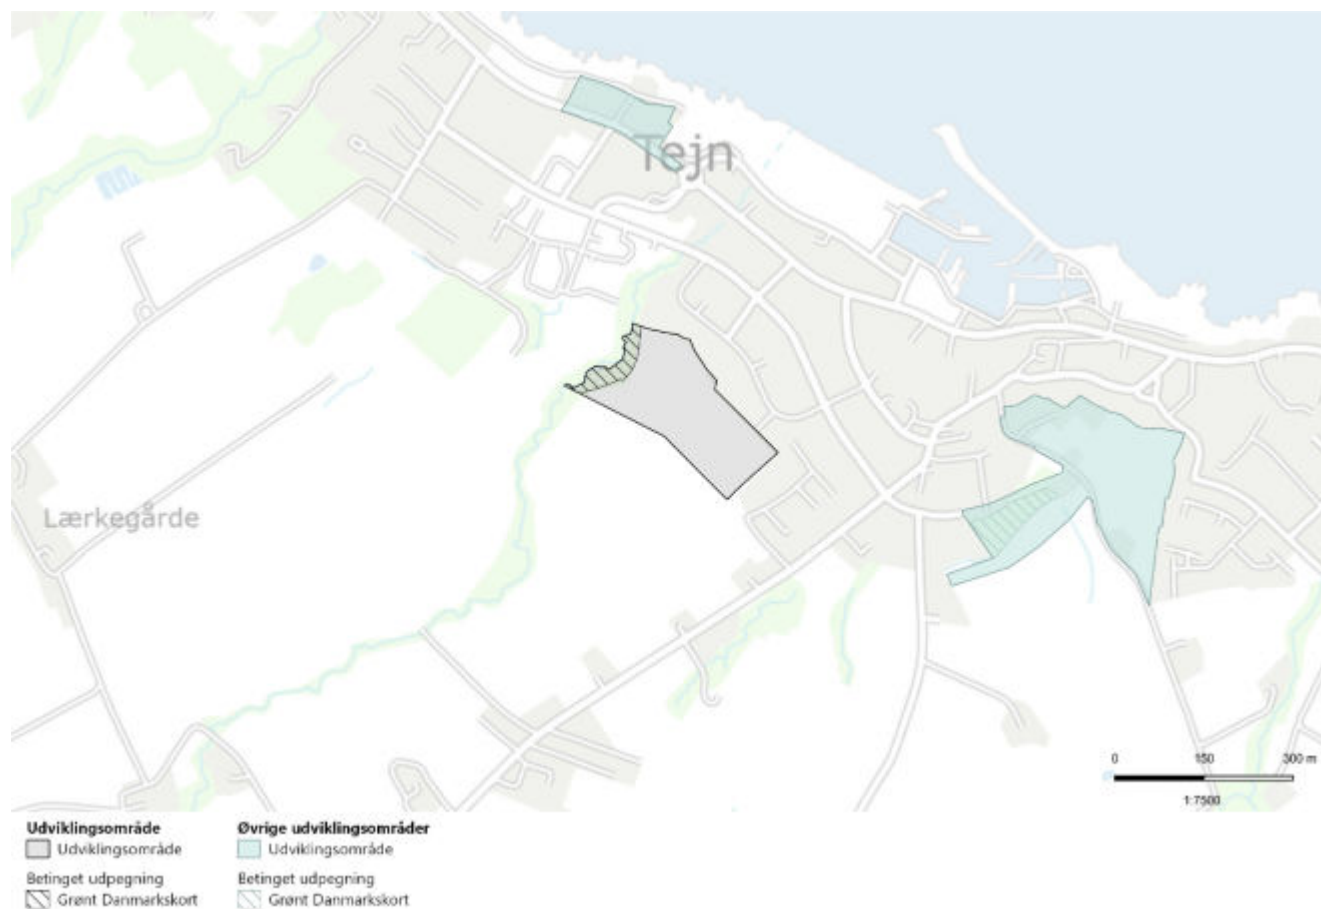 Tejn
Lærkegårde
0 150 300 m
1:7500
Udviklingsområde
Udviklingsområde
Betinget udpegning
Grønt Danmarkskort
Øvrige udviklingsområder
Udviklingsområde
Betinget udpegning
Grønt Danmarkskort